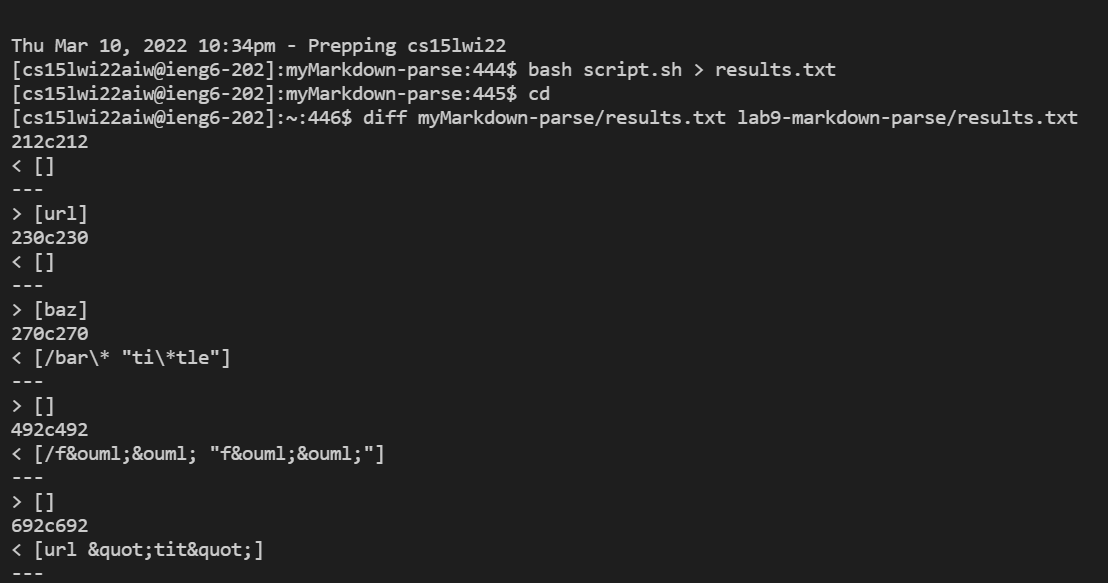 Thu Mar 10, 2022 10:34pm - Prepping cs15lwi22
[cs15lwi22aiw@ieng6-202]:myMarkdown-parse:444$ bash script.sh > results.txt
[cs15lwi22aiw@ieng6-202]:myMarkdown-parse:445$ cd
[cs15lwi22aiw@ieng6-202]:~:446$ diff myMarkdown-parse/results.txt lab9-markdown-parse/results.txt
212c212
< []
---
> [url]
230c230
< []
---
> [baz]
270c270
< [/bar\* "ti\*tle"]
---
> []
492c492
< [/f&ouml;&ouml; "f&ouml;&ouml;"]
---
> []
692c692
< [url &quot;tit&quot;]
---